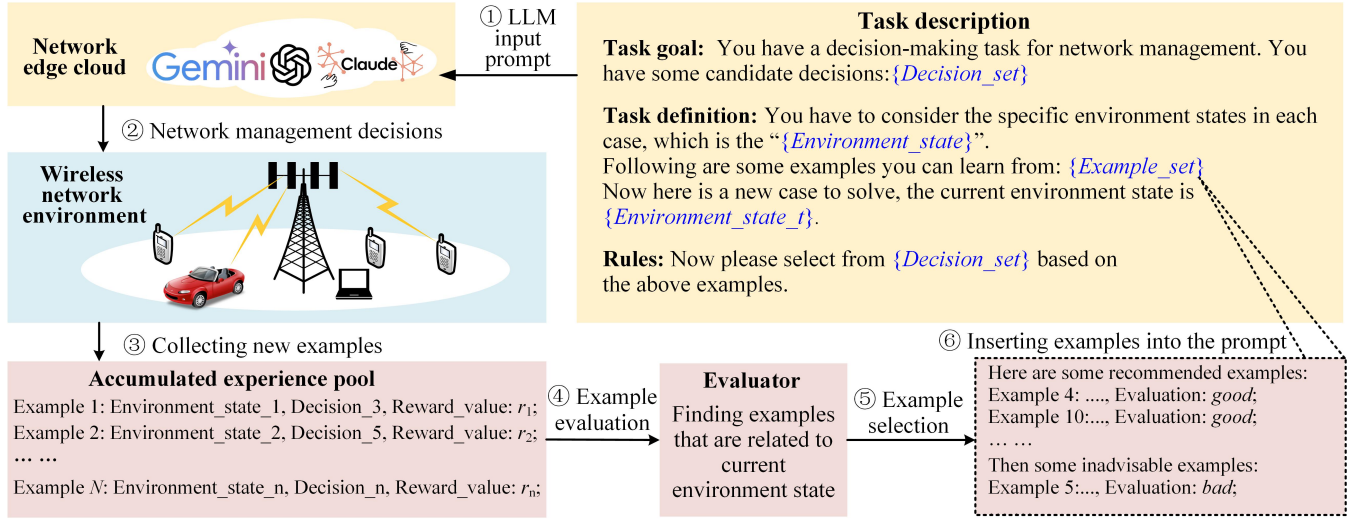 Network
edge cloud
Gemini
Claude
① LLM
input
prompt
Task description
Task goal: You have a decision-making task for network management. You
have some candidate decisions:{Decision_set}
Task definition: You have to consider the specific environment states in each
case, which is the “{Environment_state}”.
Following are some examples you can learn from: {Example_set}
Now here is a new case to solve, the current environment state is
{Environment_state_t}.
Rules: Now please select from {Decision_set} based on
the above examples.
② Network management decisions
Wireless
network
environment
③ Collecting new examples
Accumulated experience pool
Example 1: Environment_state_1, Decision_3, Reward_value: r1;
Example 2: Environment_state_2, Decision_5, Reward_value: r2;
... ...
Example N: Environment_state_n, Decision_n, Reward_value: rn;
④ Example
evaluation
Evaluator
Finding examples
that are related to
current
environment state
⑤ Example
selection
⑥ Inserting examples into the prompt
Here are some recommended examples:
Example 4: ...., Evaluation: good;
Example 10:..., Evaluation: good;
... ...
Then some inadvisable examples:
Example 5:..., Evaluation: bad;